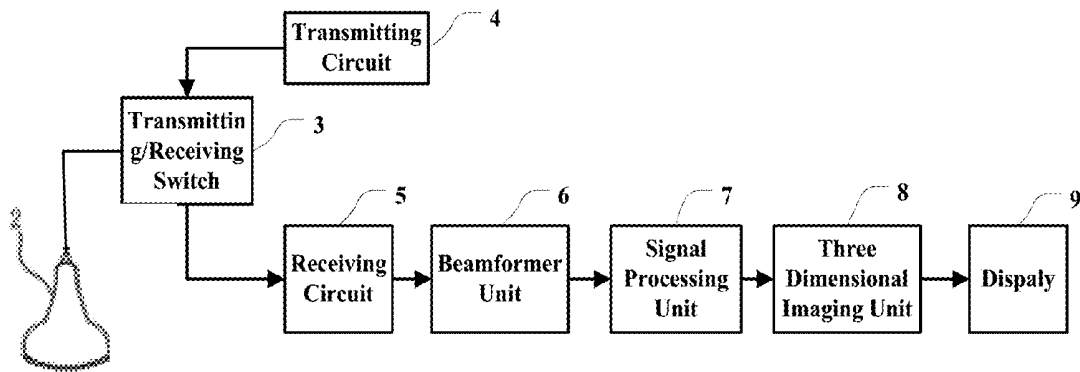 Transmitting
Circuit
4
Transmittin
g/Receiving
Switch
3
2
Receiving
Circuit
5
Beamformer
Unit
6
Signal
Processing
Unit
7
Three
Dimensional
Imaging Unit
8
Dispaly
9